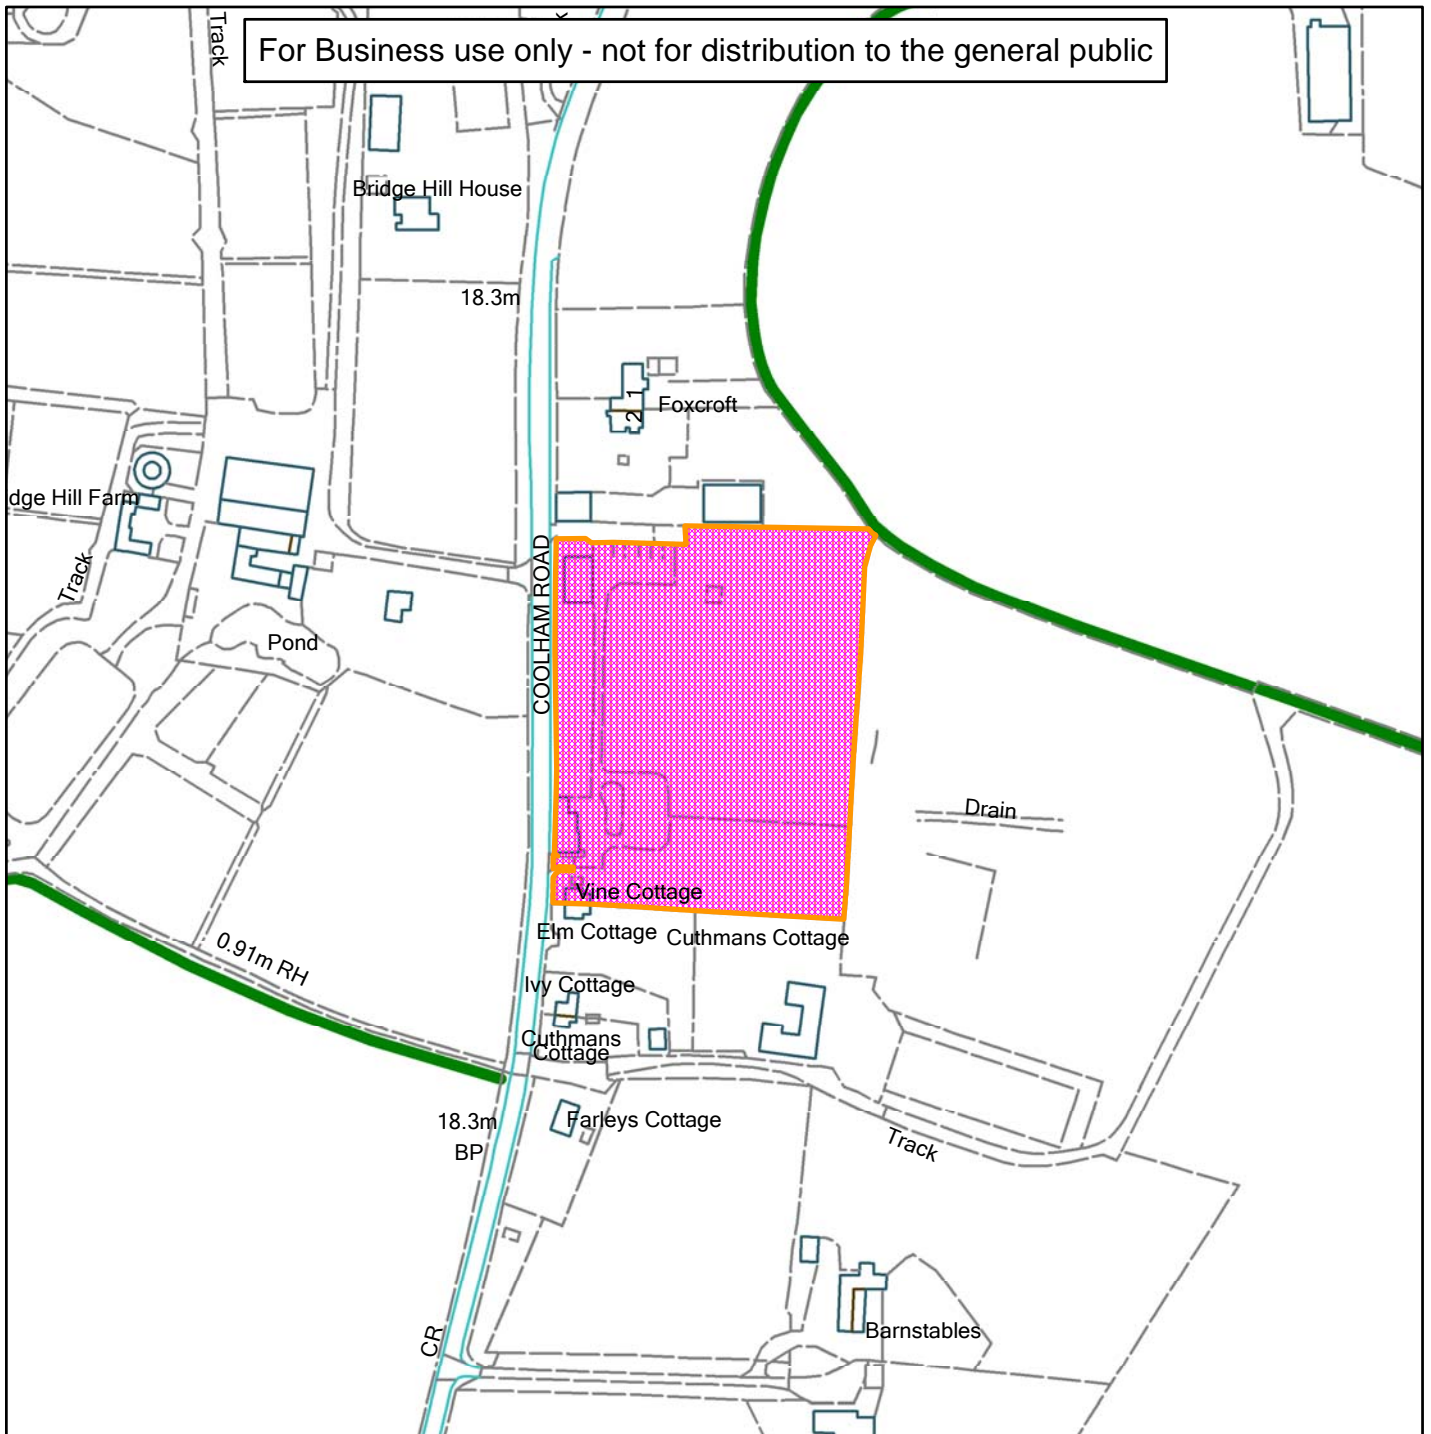 For Business use only - not for distribution to the general public
Track
Bridge Hill House
18.3m
1
2
Foxcroft
dge Hill Farm
Track
COOLHAM ROAD
Pond
Drain
Vine Cottage
Elm Cottage
Cuthmans Cottage
0.91m RH
Ivy Cottage
Cuthmans
Cottage
18.3m
BP
Farleys Cottage
Track
CR
Barnstables